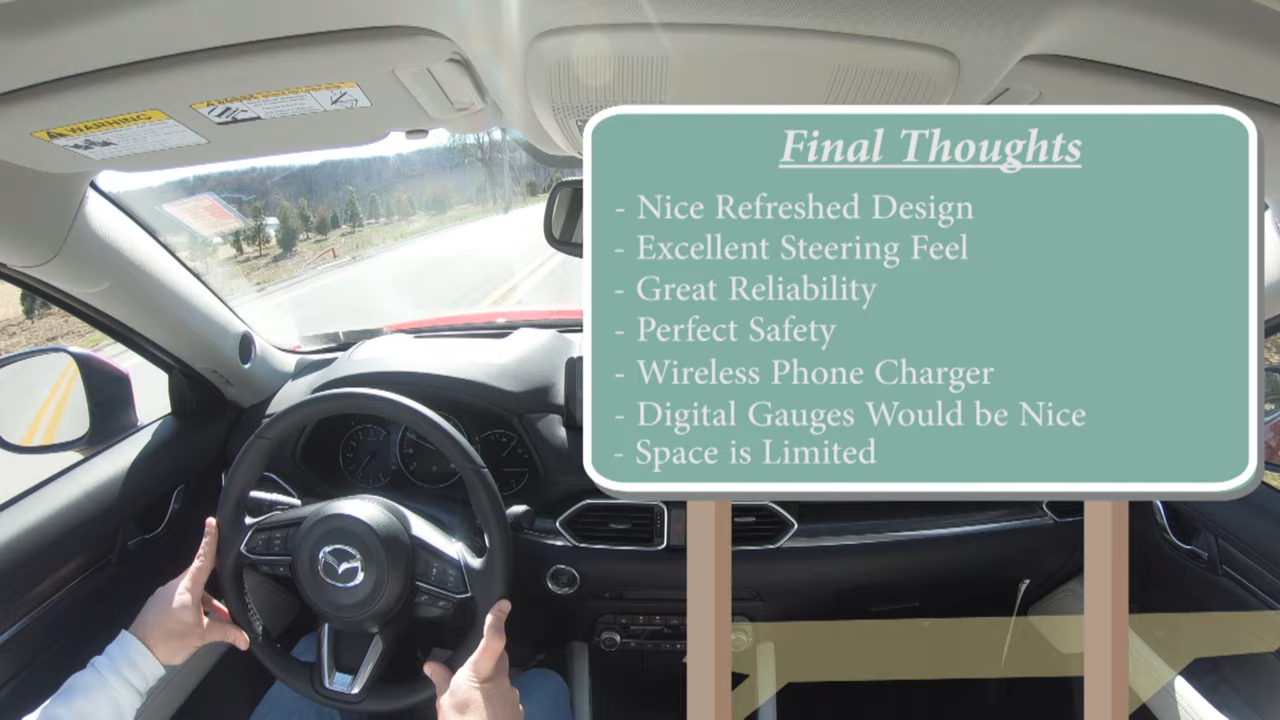 WARNING
Final Thoughts
- Nice Refreshed Design
- Excellent Steering Feel
- Great Reliability
- Perfect Safety
- Wireless Phone Charger
- Digital Gauges Would be Nice
- Space is Limited